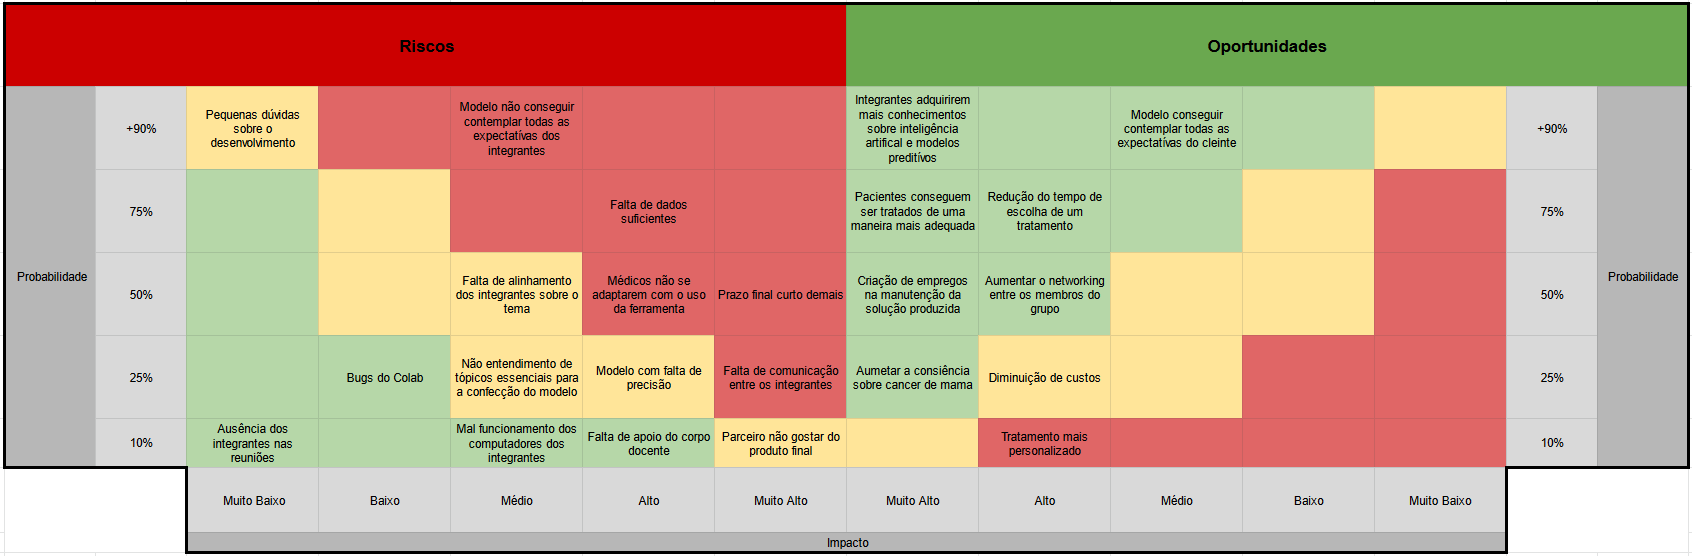 Riscos
Oportunidades
Probabilidade
+90%
Pequenas dúvidas
sobre o
desenvolvimento
Modelo não conseguir
contemplar todas as
expectatívas dos
integrantes
Integrantes adquirirem
mais conhecimentos
sobre inteligência
artifical e modelos
preditívos
Modelo conseguir
contemplar todas as
expectatívas do cleinte
+90%
Probabilidade
75%
Falta de dados
suficientes
Pacientes conseguem
ser tratados de uma
maneira mais adequada
Redução do tempo de
escolha de um
tratamento
75%
50%
Falta de alinhamento
dos integrantes sobre o
tema
Médicos não se
adaptarem com o uso
da ferramenta
Prazo final curto demais
Criação de empregos
na manutenção da
solução produzida
Aumentar o networking
entre os membros do
grupo
50%
25%
Bugs do Colab
Não entendimento de
tópicos essenciais para
a confecção do modelo
Modelo com falta de
precisão
Falta de comunicação
entre os integrantes
Aumetar a consiência
sobre cancer de mama
Diminuição de custos
25%
10%
Ausência dos
integrantes nas
reuniões
Mal funcionamento dos
computadores dos
integrantes
Falta de apoio do corpo
docente
Parceiro não gostar do
produto final
Tratamento mais
personalizado
10%
Muito Baixo
Baixo
Médio
Alto
Muito Alto
Muito Alto
Alto
Médio
Baixo
Muito Baixo
Impacto